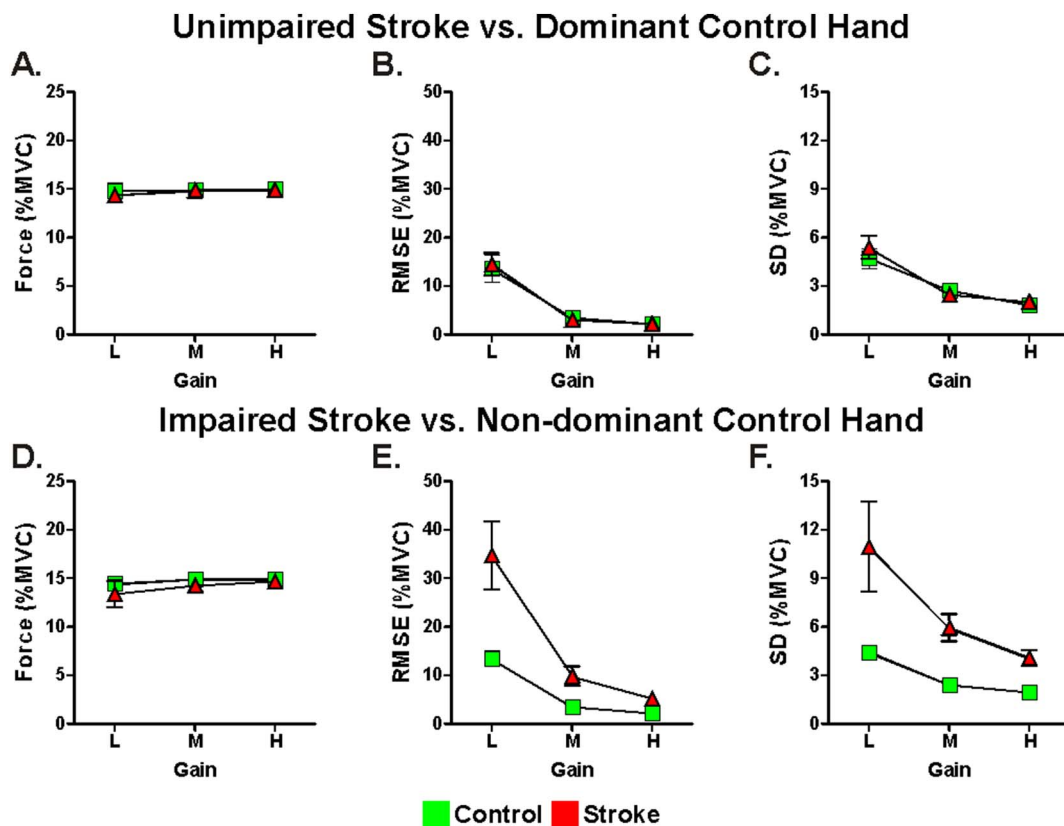 Unimpaired Stroke vs. Dominant Control Hand
A.
Force (%MVC)
25
20
15
10
5
0
L M H
Gain
B.
RMSE (%MVC)
50
40
30
20
10
0
L M H
Gain
C.
SD (%MVC)
15
12
9
6
3
0
L M H
Gain
Impaired Stroke vs. Non-dominant Control Hand
D.
Force (%MVC)
25
20
15
10
5
0
L M H
Gain
E.
RMSE (%MVC)
50
40
30
20
10
0
L M H
Gain
F.
SD (%MVC)
15
12
9
6
3
0
L M H
Gain
Control Stroke